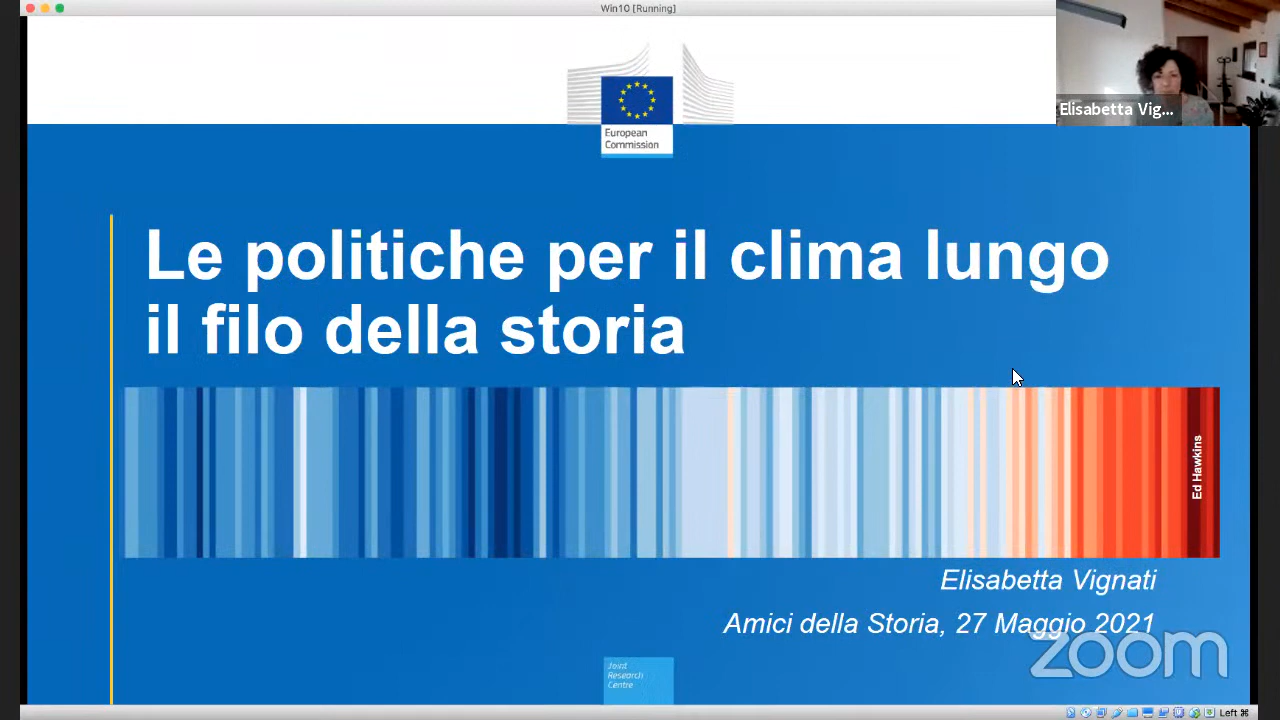 Win10 [Running]
European
Commission
Elisabetta Vig...
Le politiche per il clima lungo
il filo della storia
Ed Hawkins
Elisabetta Vignati
Amici della Storia, 27 Maggio 2021
zoom
Joint
Research
Centre
Left ⌘